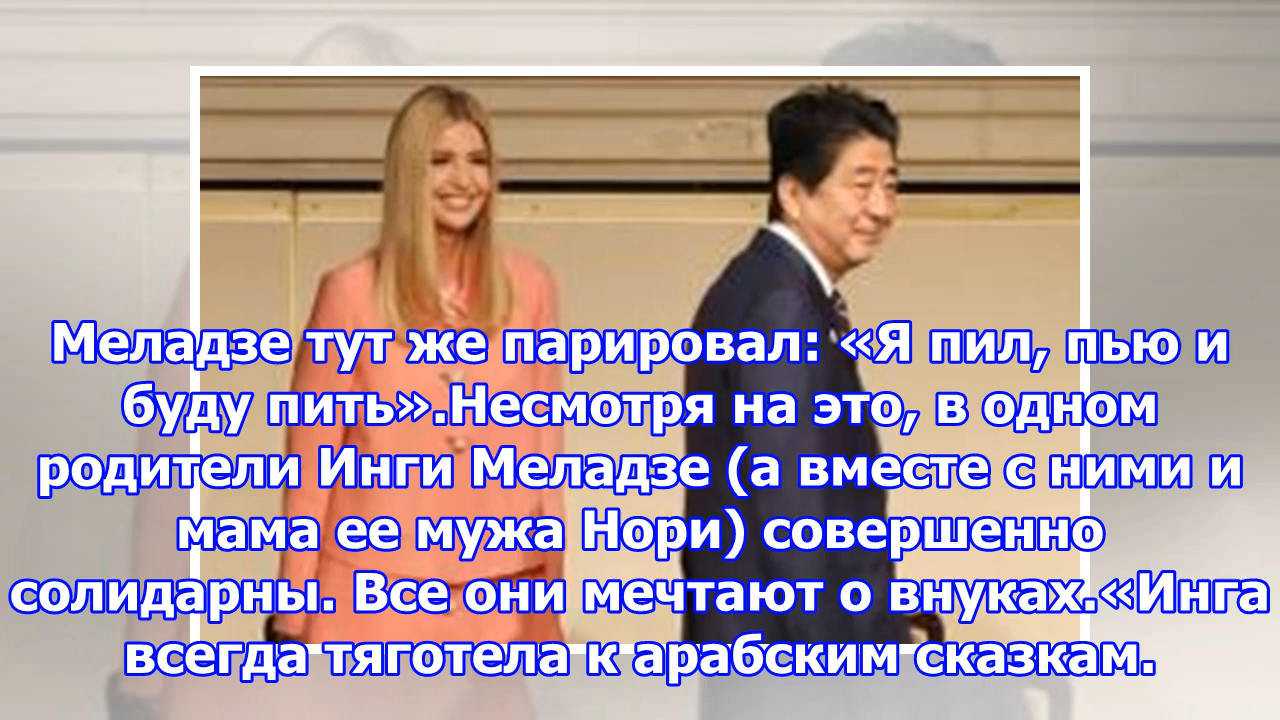 Меладзе тут же парировал: «Я пил, пью и
буду пить».Несмотря на это, в одном
родители Инги Меладзе (а вместе с ними и
мама ее мужа Нори) совершенно
солидарны. Все они мечтают о внуках.«Инга
всегда тяготела к арабским сказкам.